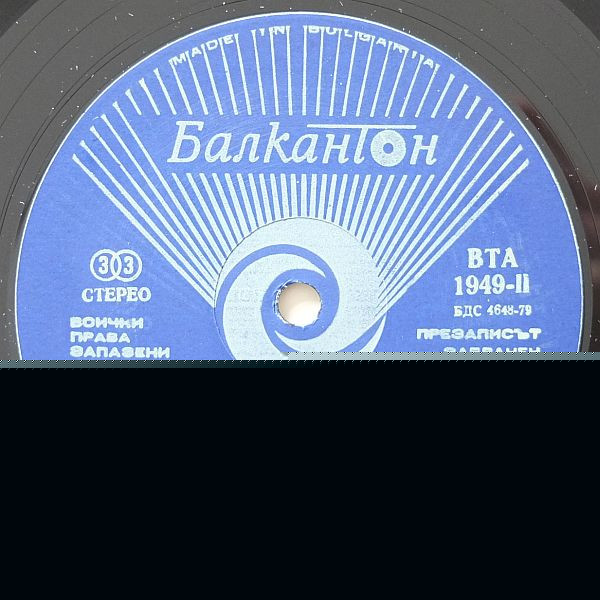 MADE IN BULGARIA
Балкантон
33
СТЕРЕО
ВТА
1949-II
БДС 4648-79
ВСИЧКИ
ПРАВА
ЗАПАЗЕНИ
ПРЕЗАПИСЪТ